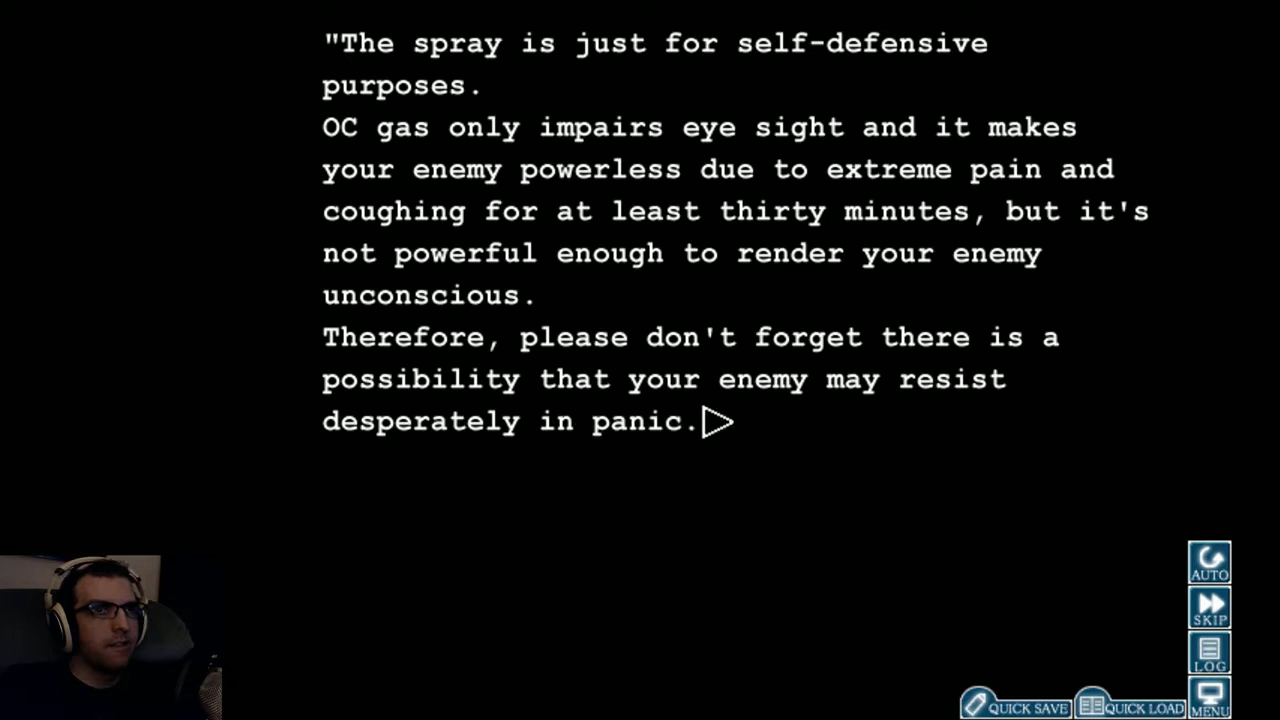 "The spray is just for self-defensive
purposes.
OC gas only impairs eye sight and it makes
your enemy powerless due to extreme pain and
coughing for at least thirty minutes, but it's
not powerful enough to render your enemy
unconscious.
Therefore, please don't forget there is a
possibility that your enemy may resist
desperately in panic.
AUTO
SKIP
LOG
MENU
QUICK SAVE
QUICK LOAD